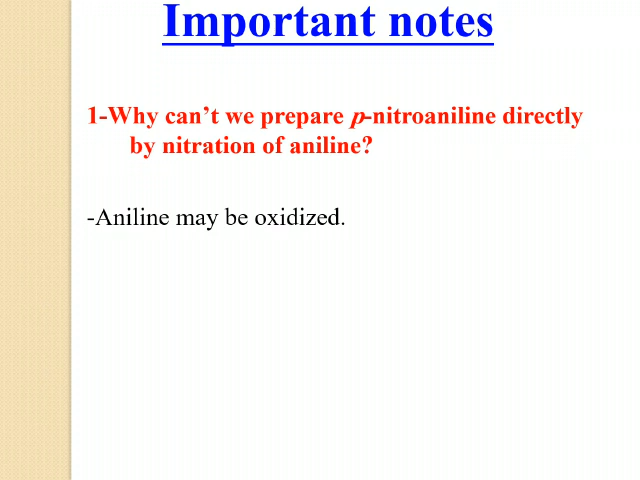 Important notes
1-Why can’t we prepare p-nitroaniline directly
by nitration of aniline?
-Aniline may be oxidized.